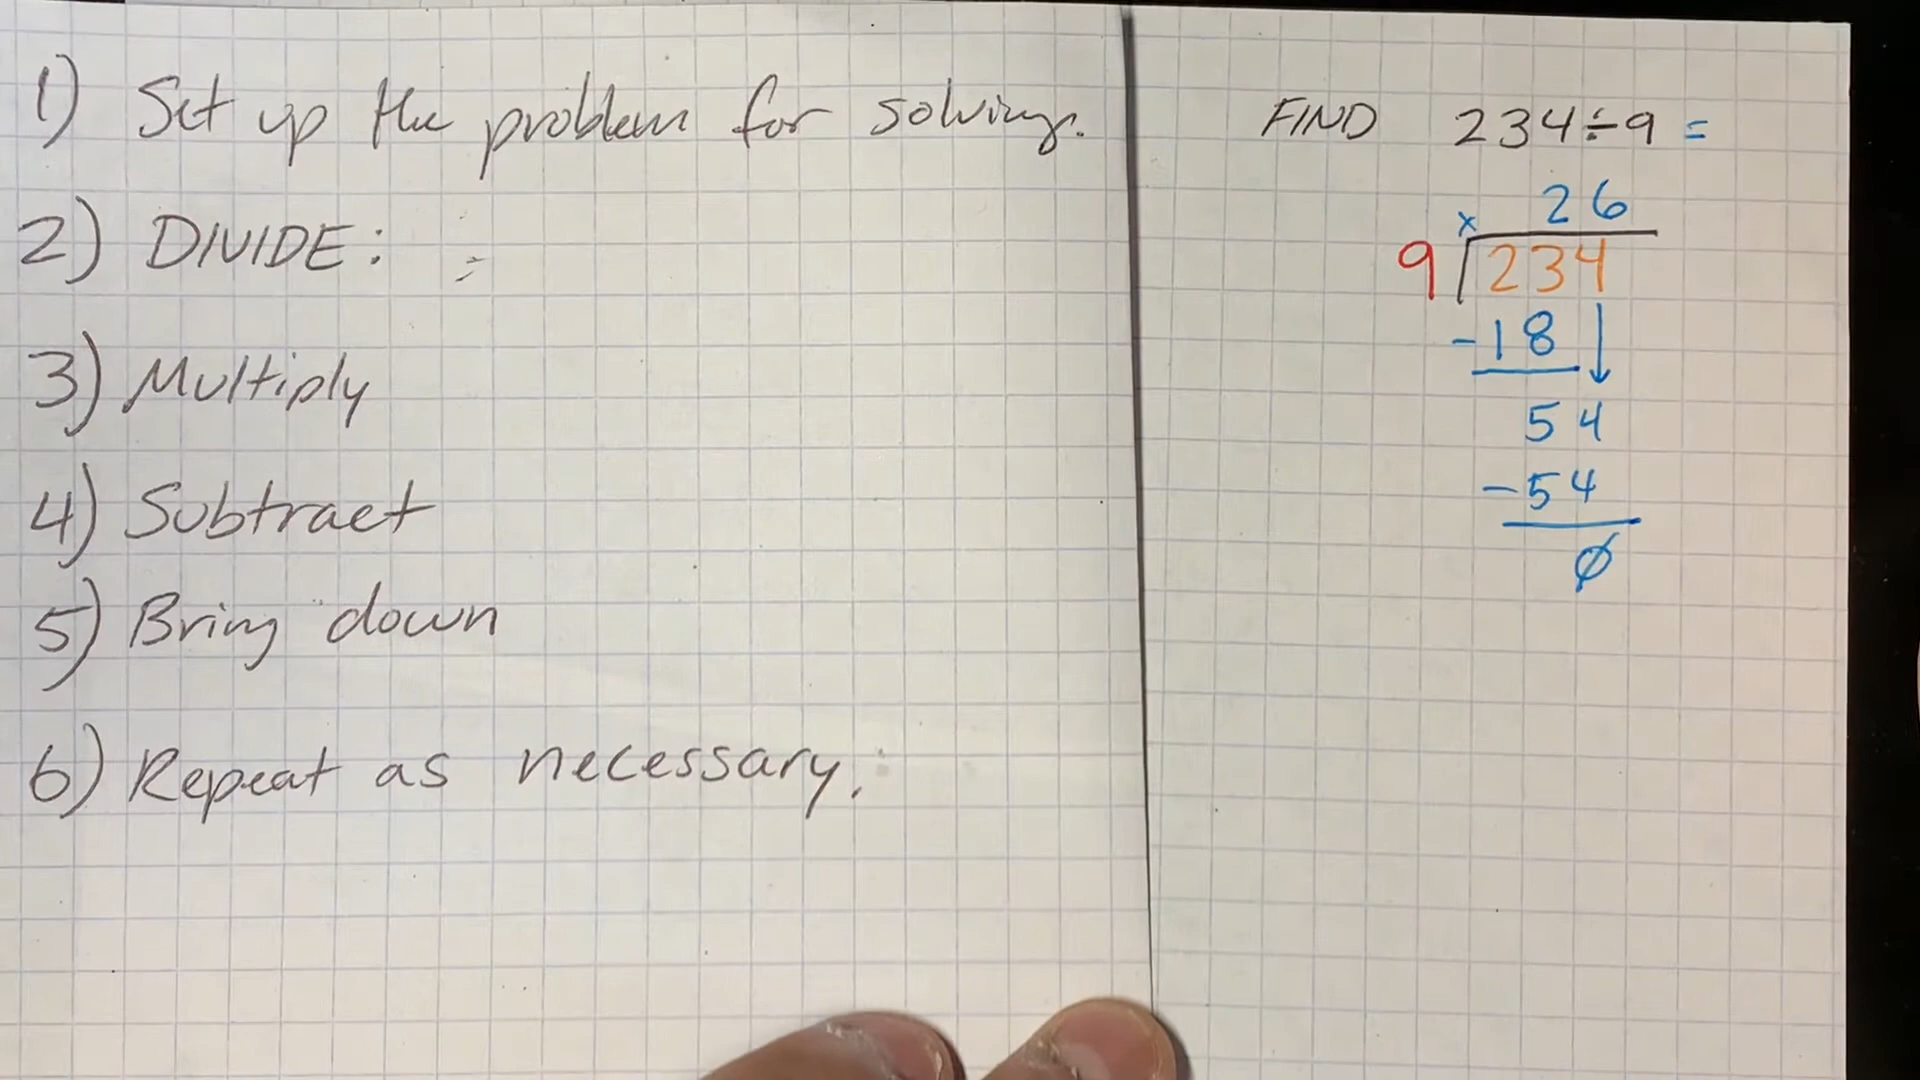 1) Set up the problem for solving.
2) DIVIDE: =
3) Multiply
4) Subtract
5) Bring down
6) Repeat as necessary.
FIND 234÷9 =
x 26
9 234
-18 ↓
54
-54
0